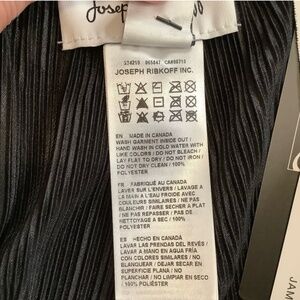 Joseph
JOSEPH RIBKOFF INC.
EN MADE IN CANADA
WASH GARMENT INSIDE OUT /
HAND WASH IN COLD WATER WITH
LIKE COLORS / DO NOT BLEACH /
LAY FLAT TO DRY / DO NOT IRON /
DO NOT DRY CLEAN / 100%
POLYESTER
FR FABRIQUÉ AU CANADA
LAVER SUR L'ENVERS / LAVAGE A
LA MAIN A L'EAU FROIDE AVEC
COULEURS SIMILAIRES / NE PAS
BLANCHIR / FAIRE SECHER A PLAT
/ NE PAS REPASSER / PAS DE
NETTOYAGE A SEC / 100%
POLYESTER
ES HECHO EN CANADA
LAVAR LAS PRENDAS DEL REVÉS /
LAVAR A MANO EN AGUA FRÍA
CON COLORES SIMILARES / NO
BLANQUEAR / DEJAR SECAR EN
SUPERFICIE PLANA / NO
PLANCHAR / NO LIMPIAR EN SECO
/ 100% POLIÉSTER
JAM